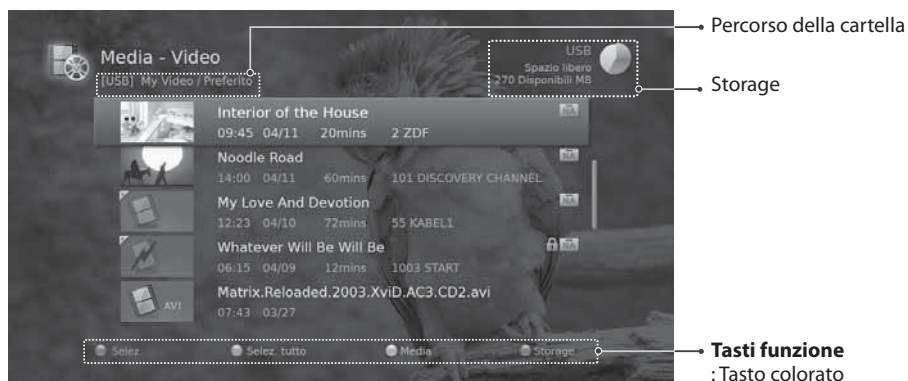 Percorso della cartella
Media - Video
[USB] My Video / Preferito
USB
Spazio libero
270 Disponibili MB
Storage
Interior of the House
NA
09:45 04/11 20mins 2 ZDF
Noodle Road
NA
14:00 04/11 60mins 101 DISCOVERY CHANNEL
My Love And Devotion
NA
12:23 04/10 72mins 55 KABEL1
Whatever Will Be Will Be
NA
06:15 04/09 12mins 1003 START
Matrix.Reloaded.2003.XviD.AC3.CD2.avi
AVI
07:43 03/27
Selez. Selez. tutto Media Storage
Tasti funzione
: Tasto colorato